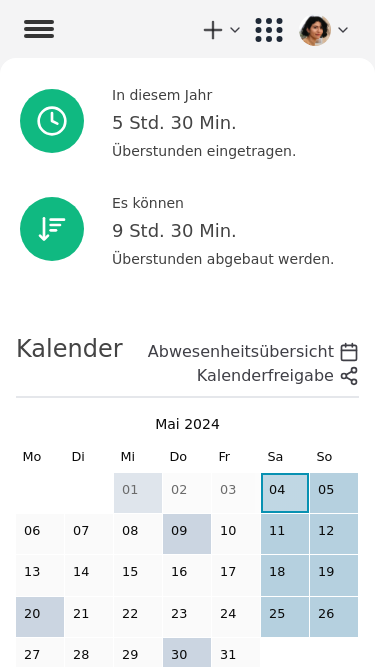 In diesem Jahr
5 Std. 30 Min.
Überstunden eingetragen.
Es können
9 Std. 30 Min.
Überstunden abgebaut werden.
Kalender
Abwesenheitsübersicht
Kalenderfreigabe
Mai 2024
Mo Di Mi Do Fr Sa So
01 02 03 04 05
06 07 08 09 10 11 12
13 14 15 16 17 18 19
20 21 22 23 24 25 26
27 28 29 30 31